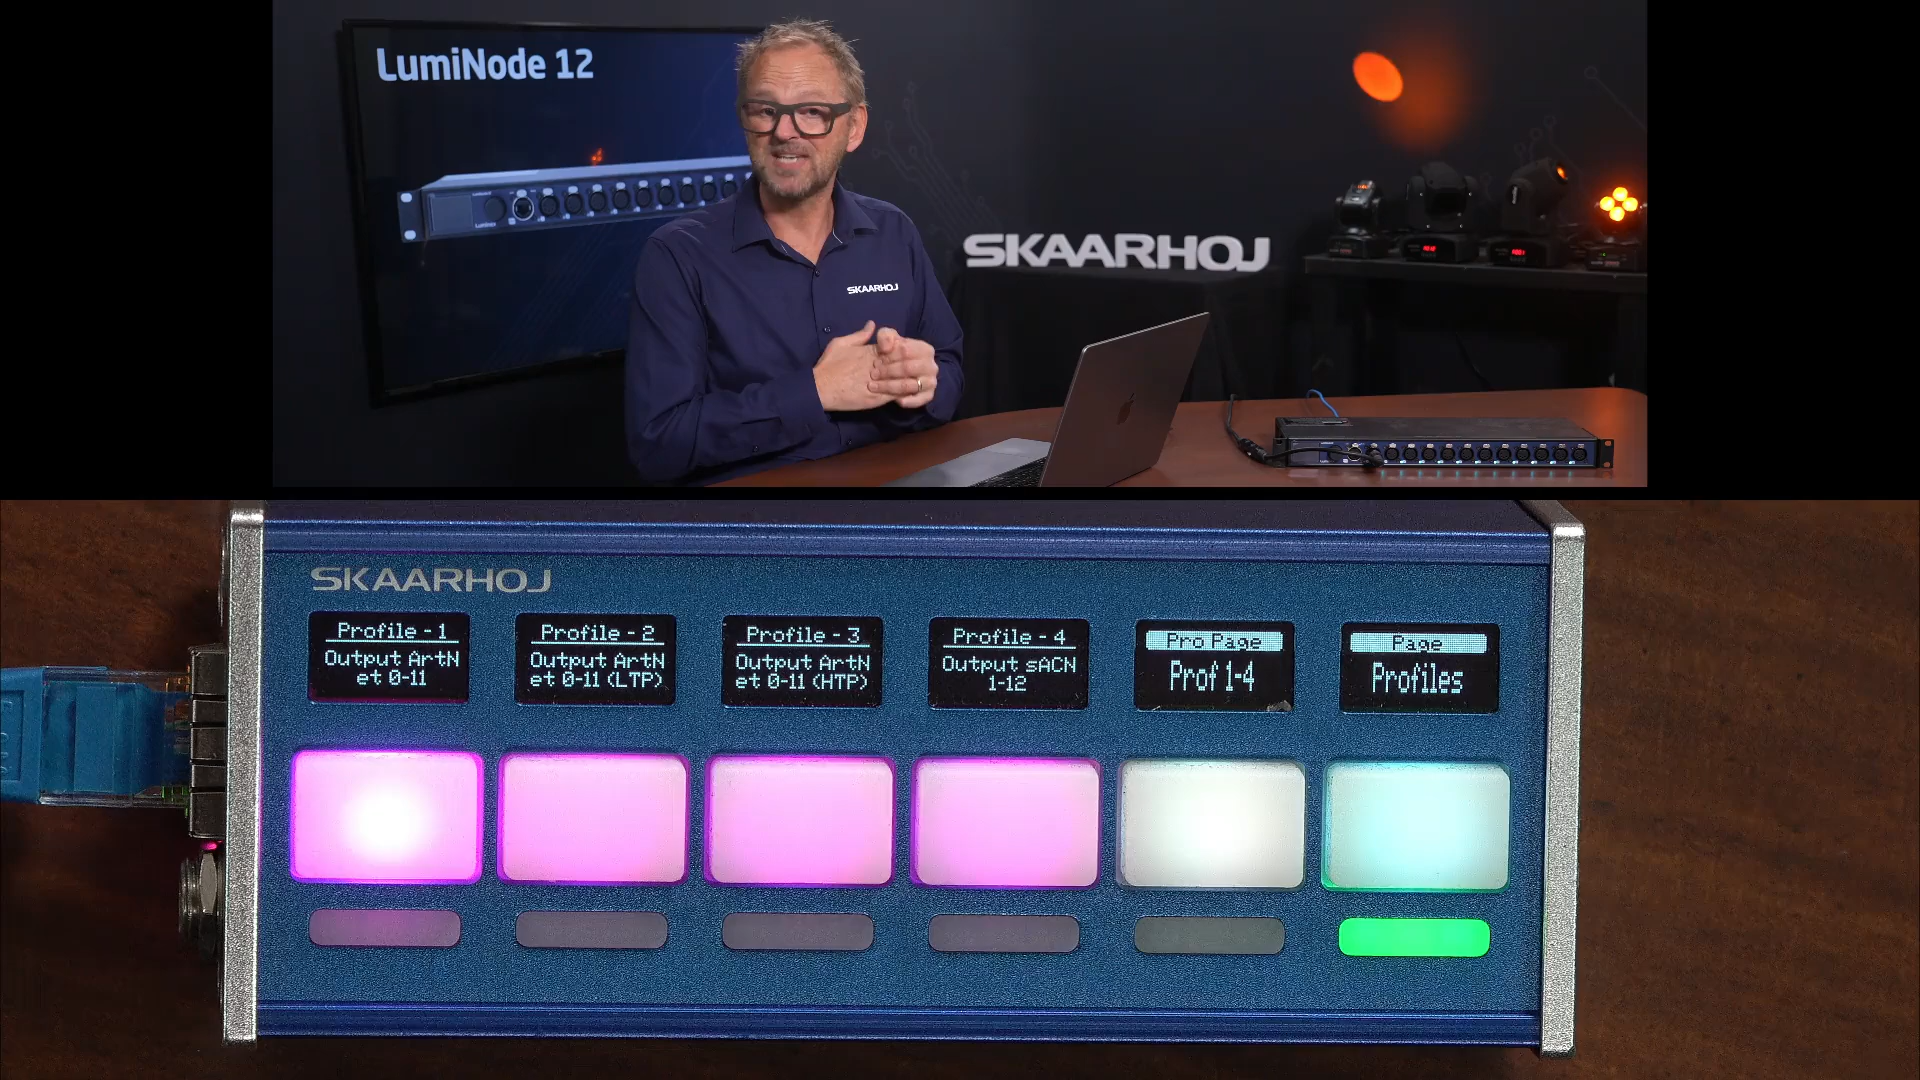 LumiNode 12
SKAARHOJ
SKAARHOJ
SKAARHOJ
Profile - 1
Output ArtN
et 0-11
Profile - 2
Output ArtN
et 0-11 (LTP)
Profile - 3
Output ArtN
et 0-11 (HTP)
Profile - 4
Output sACN
1-12
Pro Page
Prof 1-4
Page
Profiles